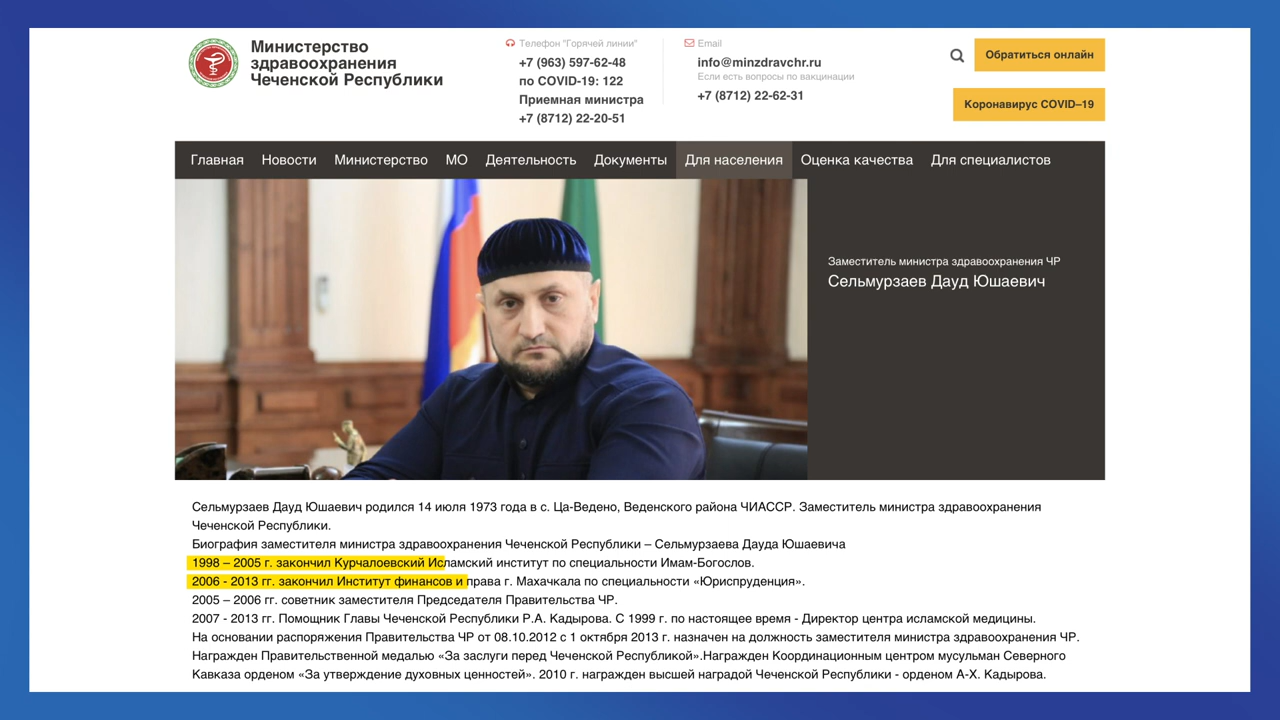 Министерство
здравоохранения
Чеченской Республики
Телефон "Горячей линии"
+7 (963) 597-62-48
по COVID-19: 122
Приемная министра
+7 (8712) 22-20-51
Email
info@minzdravchr.ru
Если есть вопросы по вакцинации
+7 (8712) 22-62-31
Обратиться онлайн
Коронавирус COVID–19
Главная Новости Министерство МО Деятельность Документы Для населения Оценка качества Для специалистов
Заместитель министра здравоохранения ЧР
Сельмурзаев Дауд Юшаевич
Сельмурзаев Дауд Юшаевич родился 14 июля 1973 года в с. Ца-Ведено, Веденского района ЧИАССР. Заместитель министра здравоохранения
Чеченской Республики.
Биография заместителя министра здравоохранения Чеченской Республики – Сельмурзаева Дауда Юшаевича
1998 – 2005 г. закончил Курчалоевский Исламский институт по специальности Имам-Богослов.
2006 - 2013 гг. закончил Институт финансов и права г. Махачкала по специальности «Юриспруденция».
2005 – 2006 гг. советник заместителя Председателя Правительства ЧР.
2007 - 2013 гг. Помощник Главы Чеченской Республики Р.А. Кадырова. С 1999 г. по настоящее время - Директор центра исламской медицины.
На основании распоряжения Правительства ЧР от 08.10.2012 с 1 октября 2013 г. назначен на должность заместителя министра здравоохранения ЧР.
Награжден Правительственной медалью «За заслуги перед Чеченской Республикой».Награжден Координационным центром мусульман Северного
Кавказа орденом «За утверждение духовных ценностей». 2010 г. награжден высшей наградой Чеченской Республики - орденом А-Х. Кадырова.